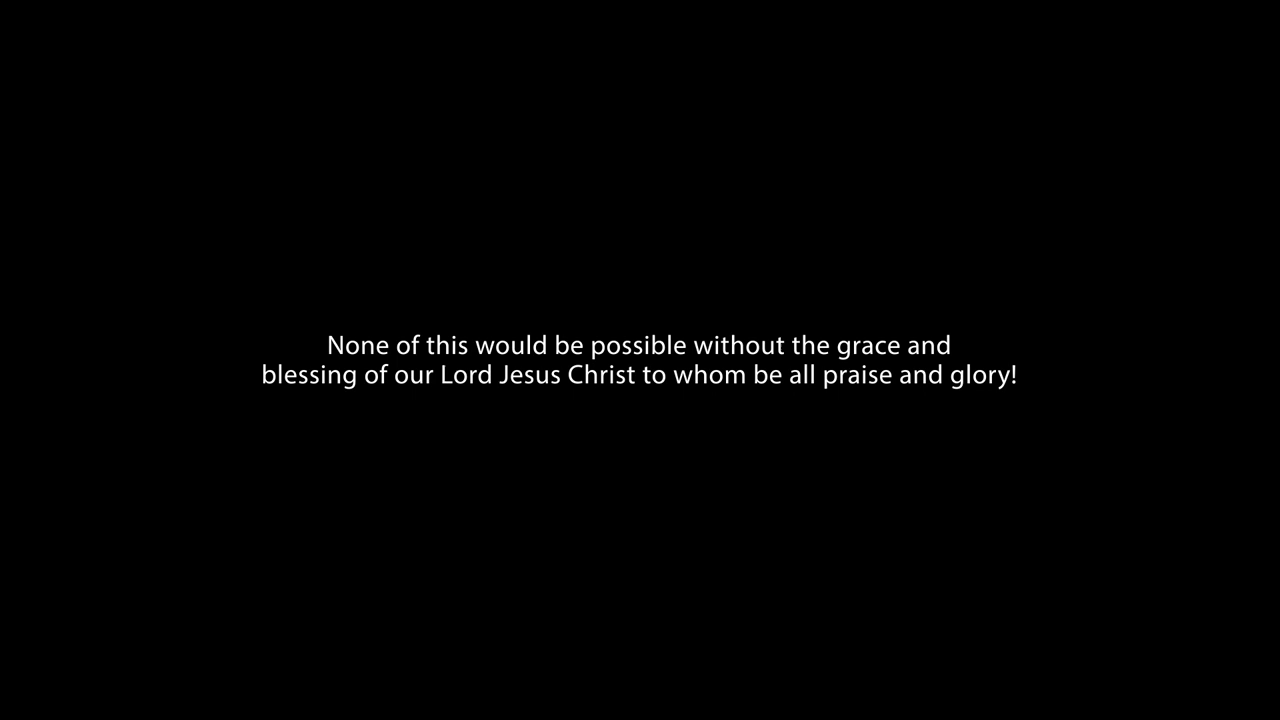 None of this would be possible without the grace and
blessing of our Lord Jesus Christ to whom be all praise and glory!